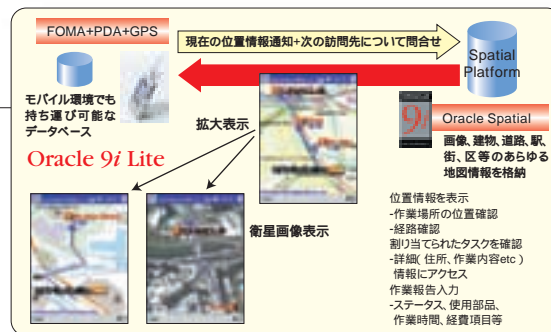 FOMA+PDA+GPS
現在の位置情報通知+次の訪問先について問合せ
Spatial
Platform
モバイル環境でも
持ち運び可能な
データベース
Oracle 9i Lite
拡大表示
9i
Oracle Spatial
画像、建物、道路、駅、
街、区等のあらゆる
地図情報を格納
衛星画像表示
位置情報を表示
-作業場所の位置確認
-経路確認
割り当てられたタスクを確認
-詳細(住所、作業内容etc)
情報にアクセス
作業報告入力
-ステータス、使用部品、
作業時間、経費項目等